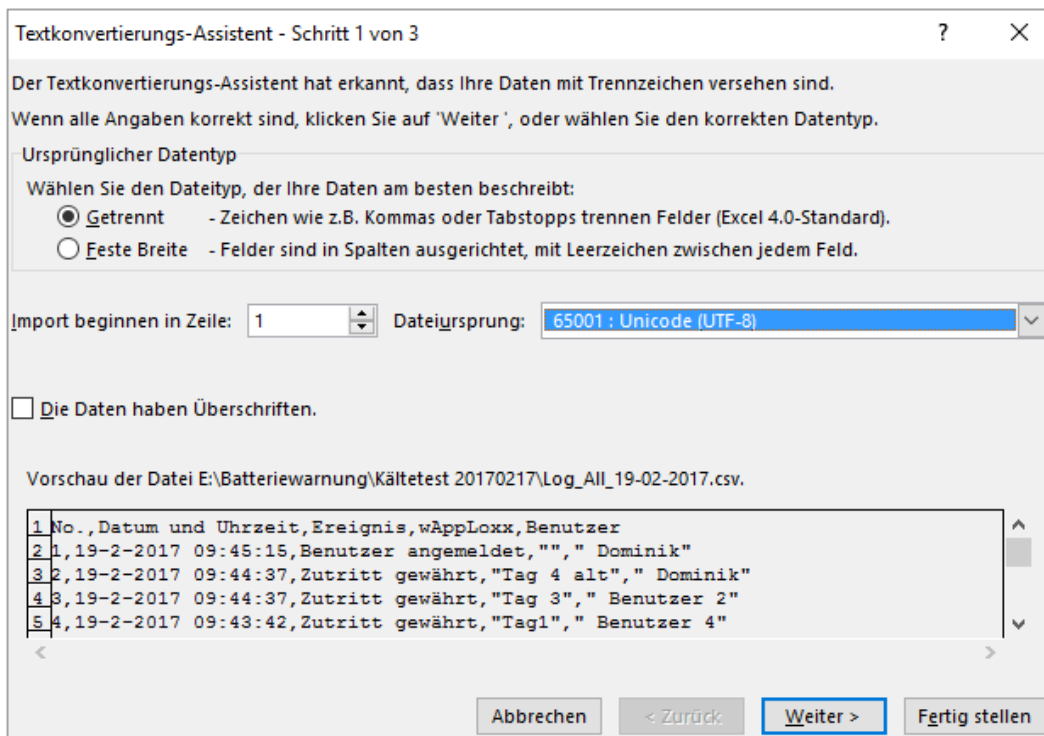 Textkonvertierungs-Assistent - Schritt 1 von 3 ?
Der Textkonvertierungs-Assistent hat erkannt, dass Ihre Daten mit Trennzeichen versehen sind.
Wenn alle Angaben korrekt sind, klicken Sie auf 'Weiter ', oder wählen Sie den korrekten Datentyp.
Ursprünglicher Datentyp
Wählen Sie den Dateityp, der Ihre Daten am besten beschreibt:
Getrennt - Zeichen wie z.B. Kommas oder Tabstopps trennen Felder (Excel 4.0-Standard).
Feste Breite - Felder sind in Spalten ausgerichtet, mit Leerzeichen zwischen jedem Feld.
Import beginnen in Zeile: 1 Dateiursprung: 65001 : Unicode (UTF-8)
Die Daten haben Überschriften.
Vorschau der Datei E:\Batteriewarnung\Kältetest 20170217\Log_All_19-02-2017.csv.
1 No.,Datum und Uhrzeit,Ereignis,wAppLoxx,Benutzer
2 1,19-2-2017 09:45:15,Benutzer angemeldet,""," Dominik"
3 2,19-2-2017 09:44:37,Zutritt gewährt,"Tag 4 alt"," Dominik"
4 3,19-2-2017 09:44:37,Zutritt gewährt,"Tag 3"," Benutzer 2"
5 4,19-2-2017 09:43:42,Zutritt gewährt,"Tag1"," Benutzer 4"
Abbrechen < Zurück Weiter > Fertig stellen